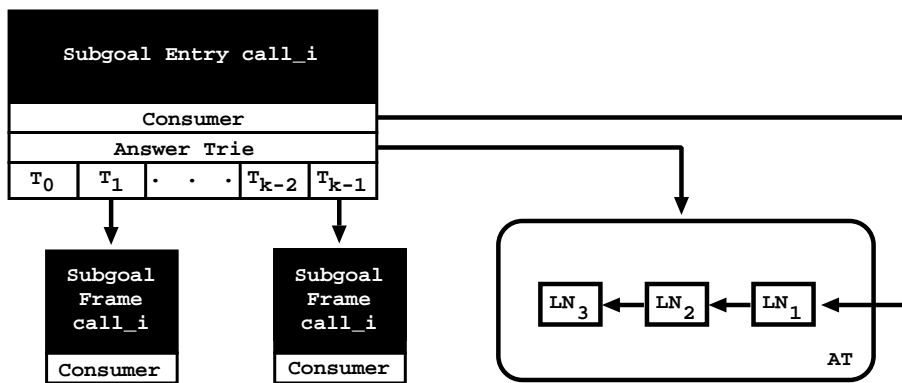 Subgoal Entry call_i
Consumer
Answer Trie
T0 T1 . . . Tk-2 Tk-1
Subgoal
Frame
call_i
Consumer
Subgoal
Frame
call_i
Consumer
LN3 LN2 LN1
AT